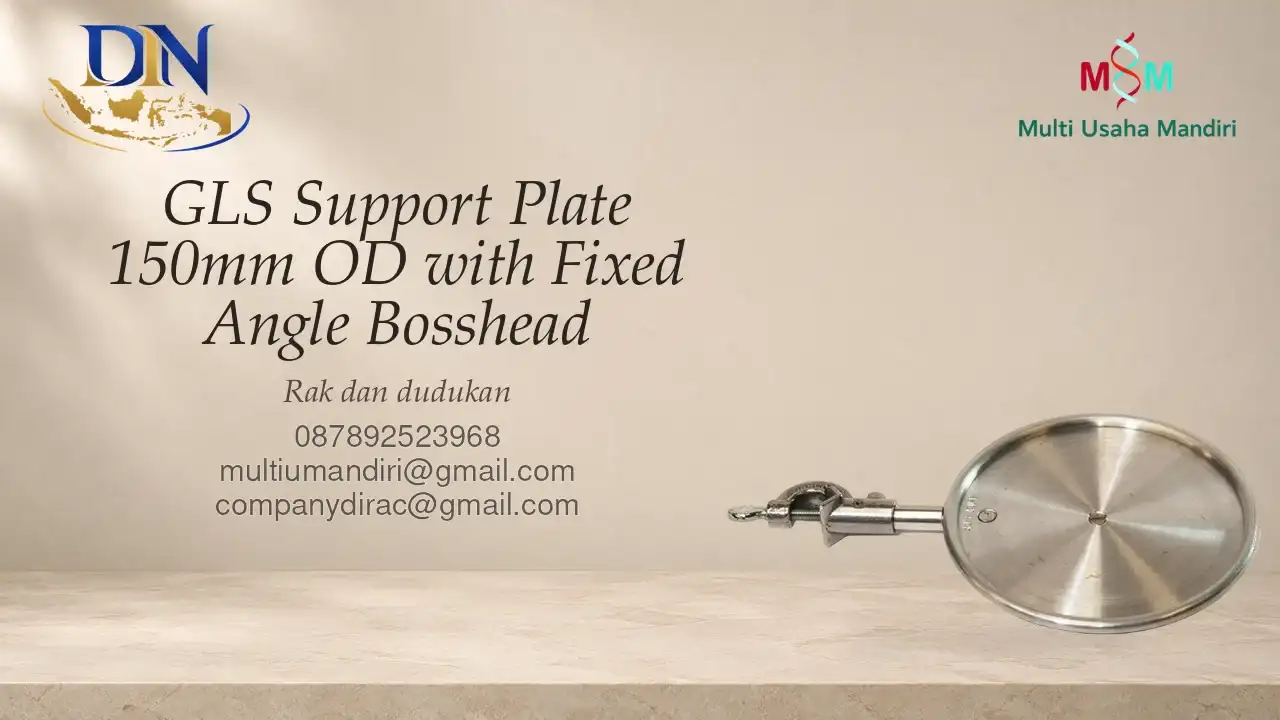 DIN
MSM
Multi Usaha Mandiri
GLS Support Plate
150mm OD with Fixed
Angle Bosshead
Rak dan dudukan
087892523968
multiumandiri@gmail.com
companydirac@gmail.com